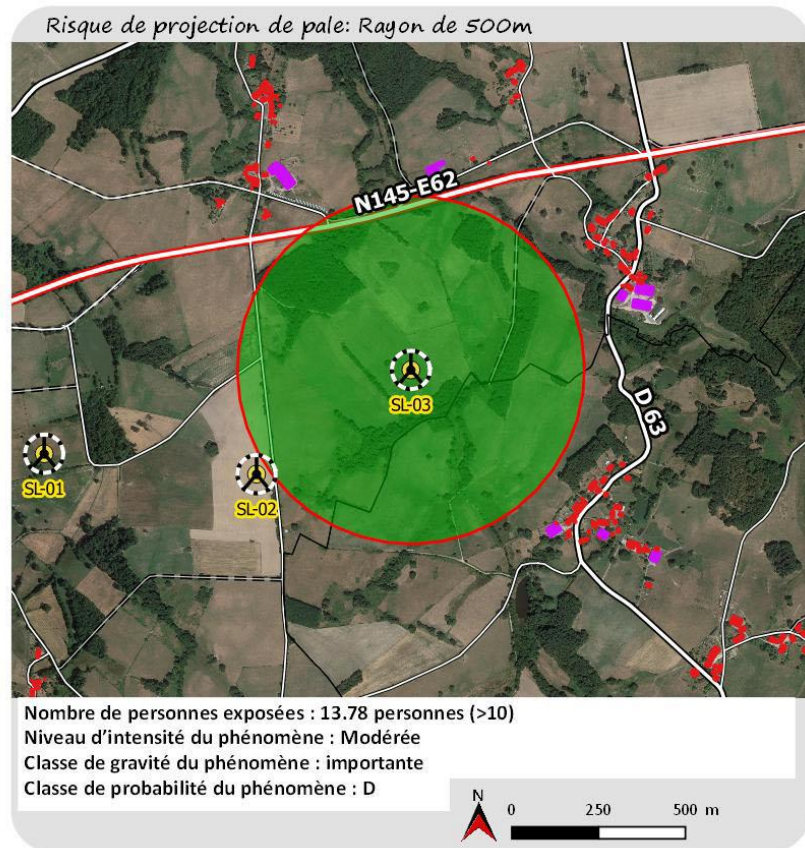 Risque de projection de pale: Rayon de 500m
N145-E62
SL-03
D 63
SL-01
SL-02
Nombre de personnes exposées : 13.78 personnes (>10)
Niveau d'intensité du phénomène : Modérée
Classe de gravité du phénomène : importante
Classe de probabilité du phénomène : D
N
0 250 500 m